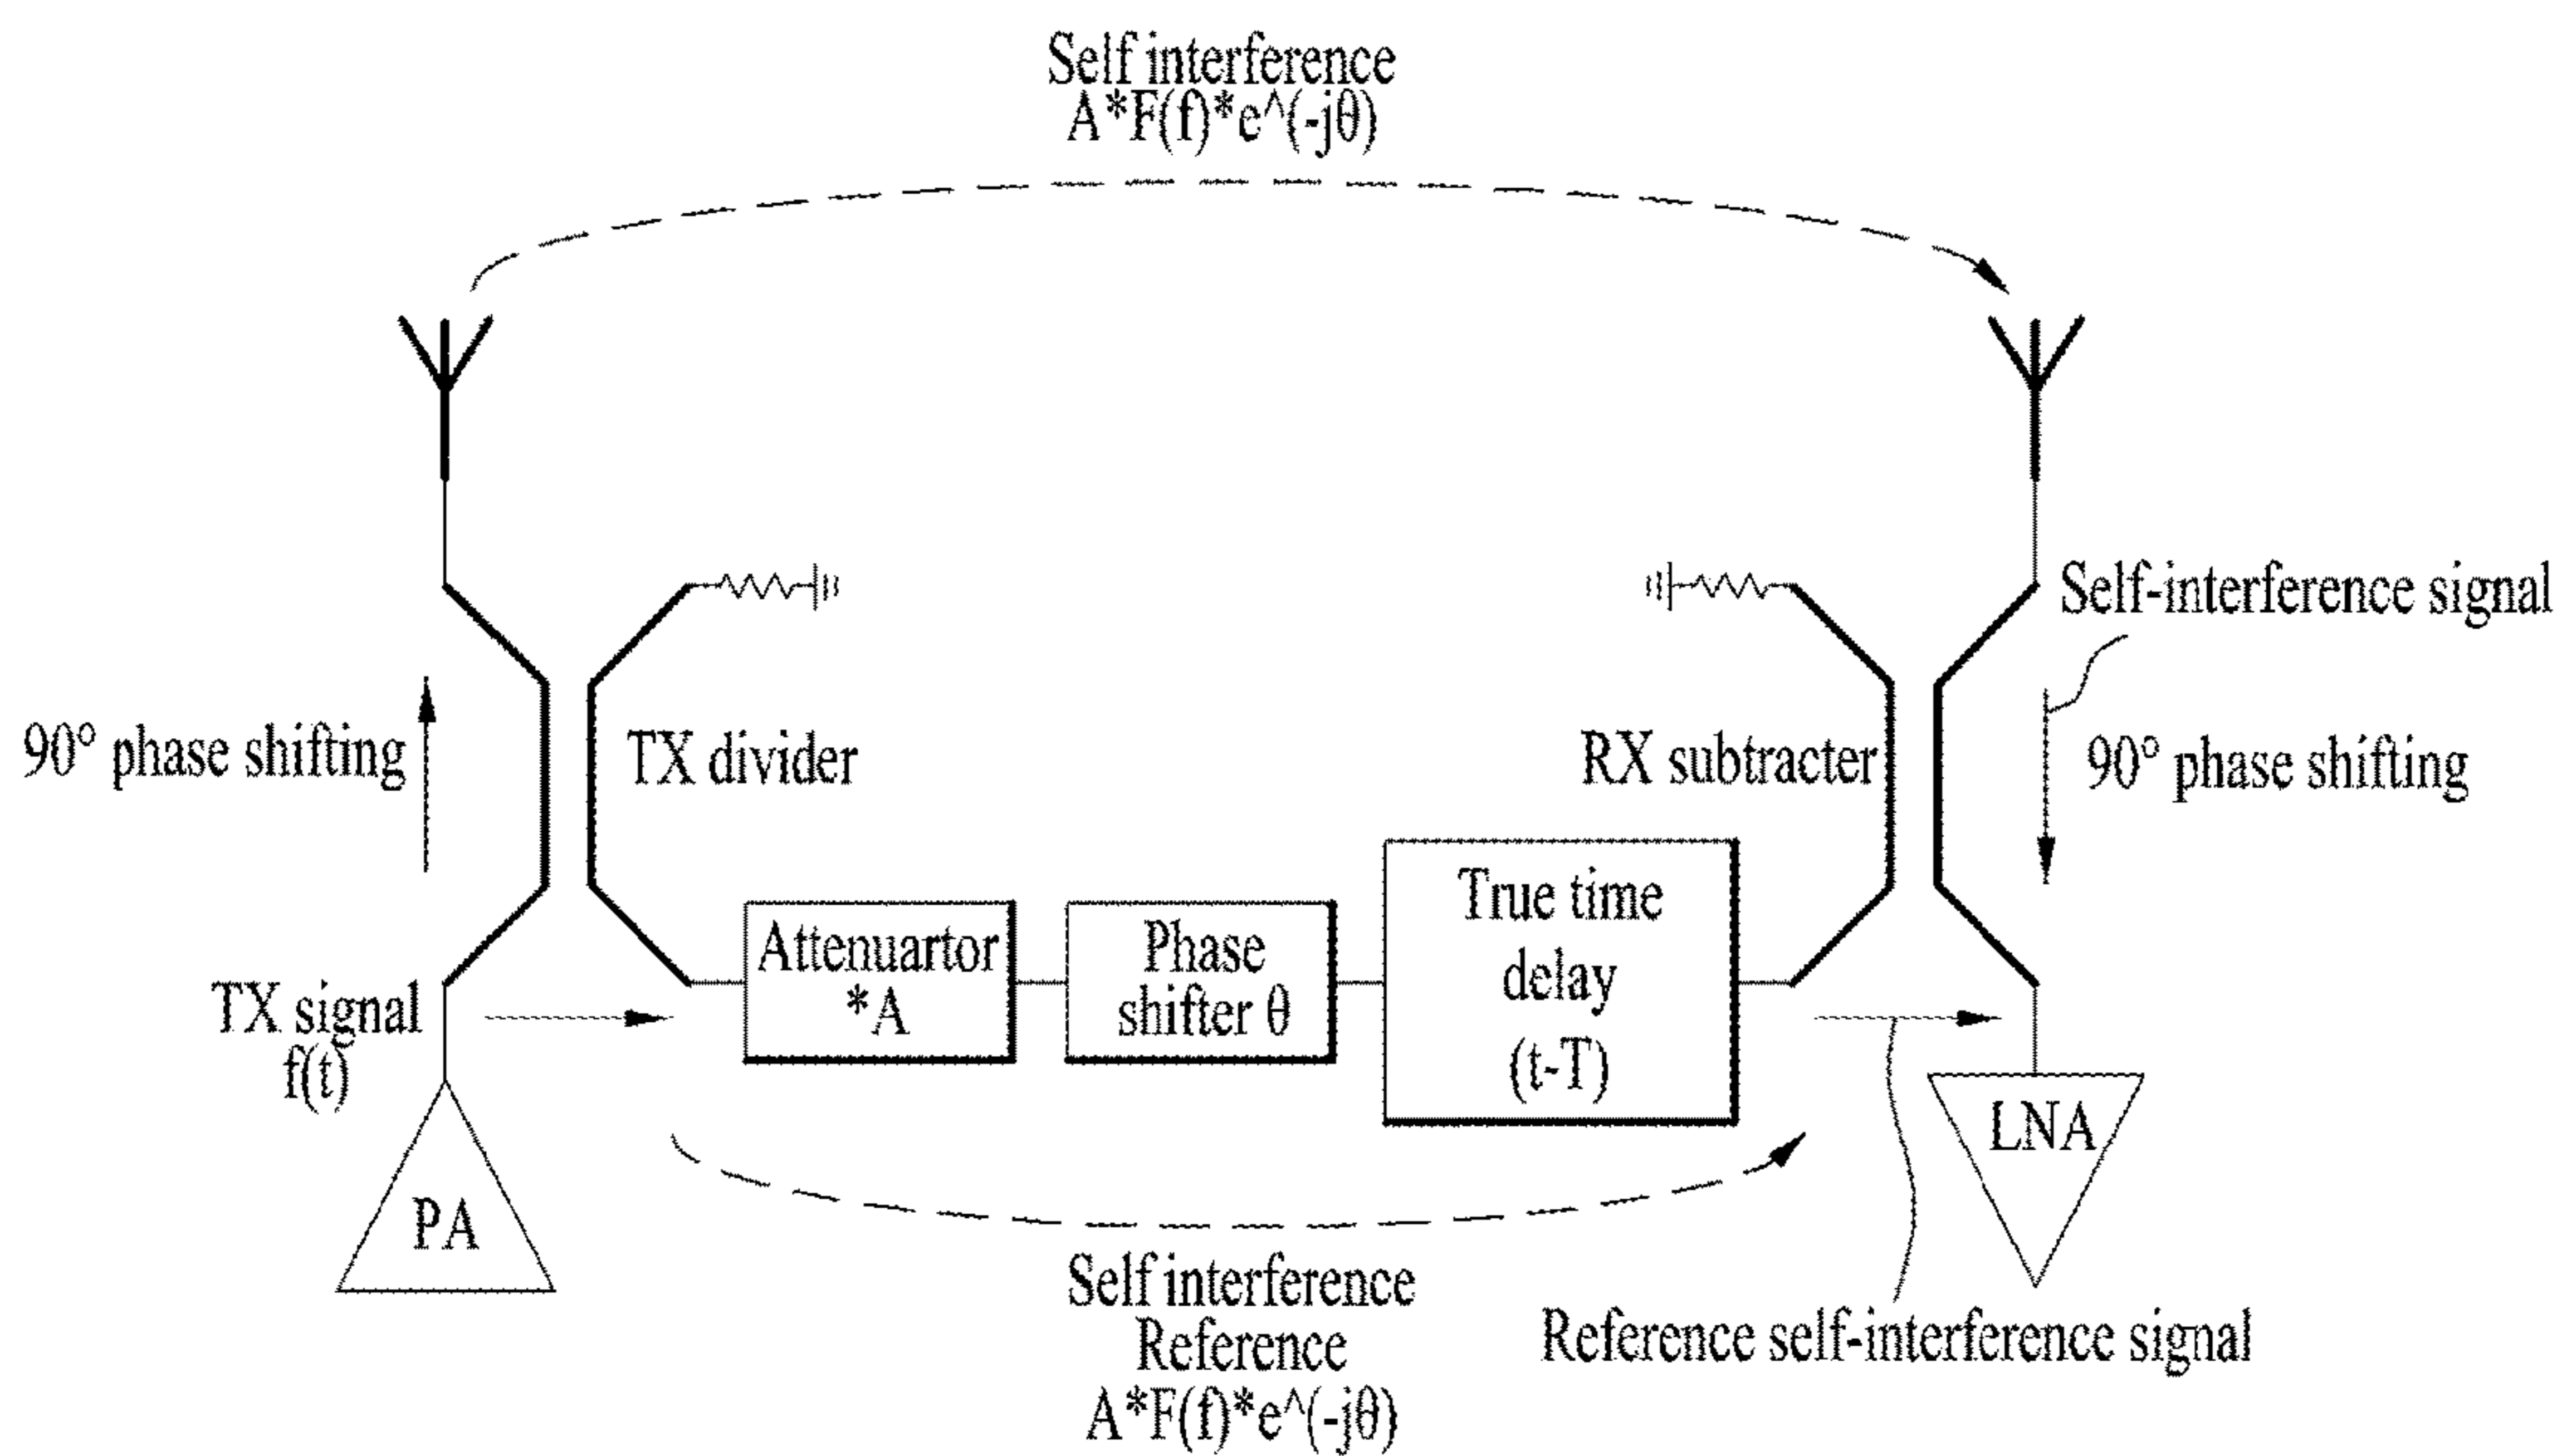 Self interference
A*F(f)*e^(-jθ)
Self-interference signal
90° phase shifting
TX divider
RX subtracter
90° phase shifting
TX signal
f(t)
Attenuartor
*A
Phase
shifter θ
True time
delay
(t-T)
PA
LNA
Self interference
Reference
A*F(f)*e^(-jθ)
Reference self-interference signal